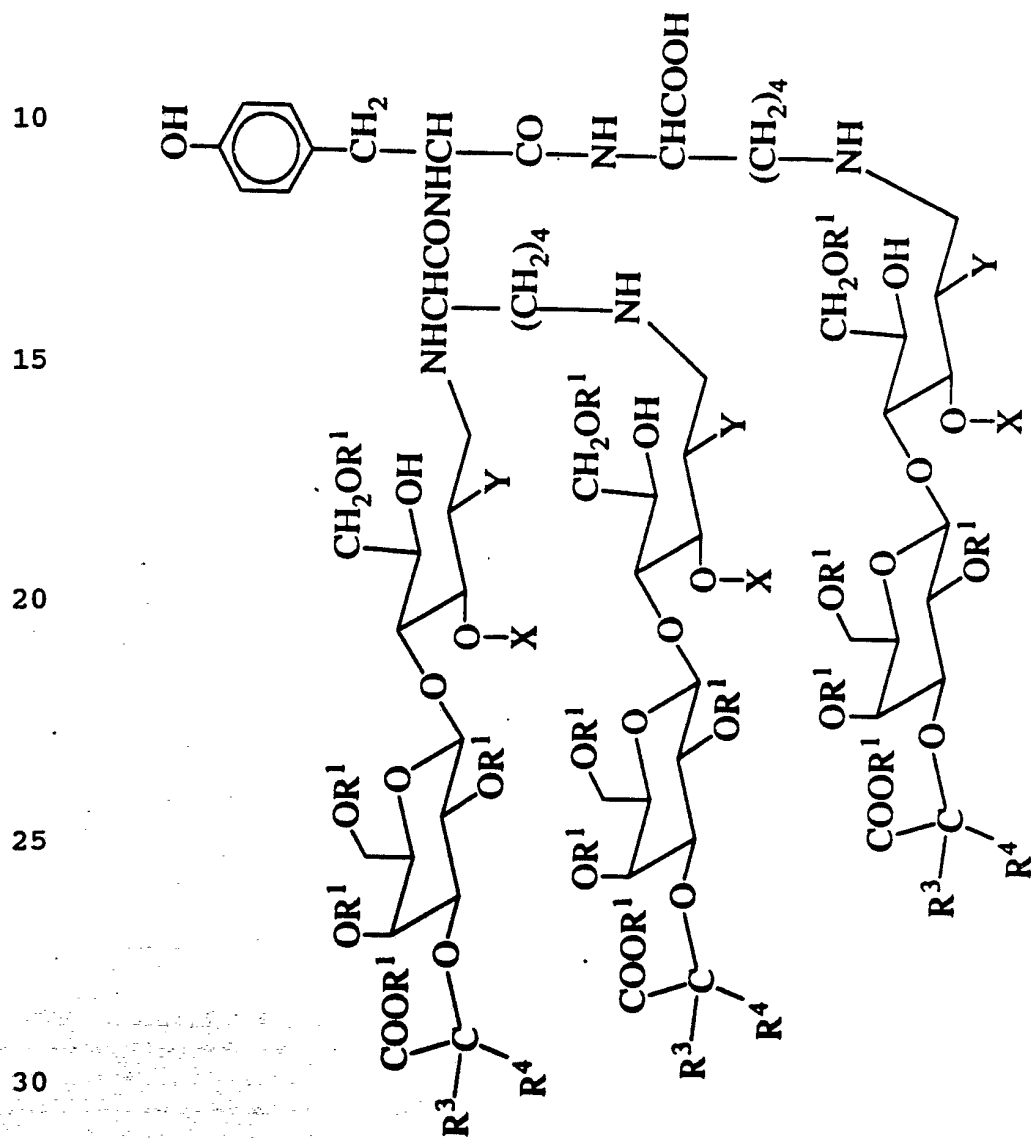 10
15
20
25
30
OH
CH₂
NHCHCONHCH
CO
NH
CHCOOH
(CH₂)₄
NH
(CH₂)₄
NH
CH₂OR¹
OH
Y
O–X
O
OR¹
O
OR¹
OR¹
O
COOR¹
C
R³
R⁴
CH₂OR¹
OH
Y
O–X
O
OR¹
O
OR¹
OR¹
O
COOR¹
C
R³
R⁴
CH₂OR¹
OH
Y
O–X
O
OR¹
O
OR¹
OR¹
O
COOR¹
C
R³
R⁴